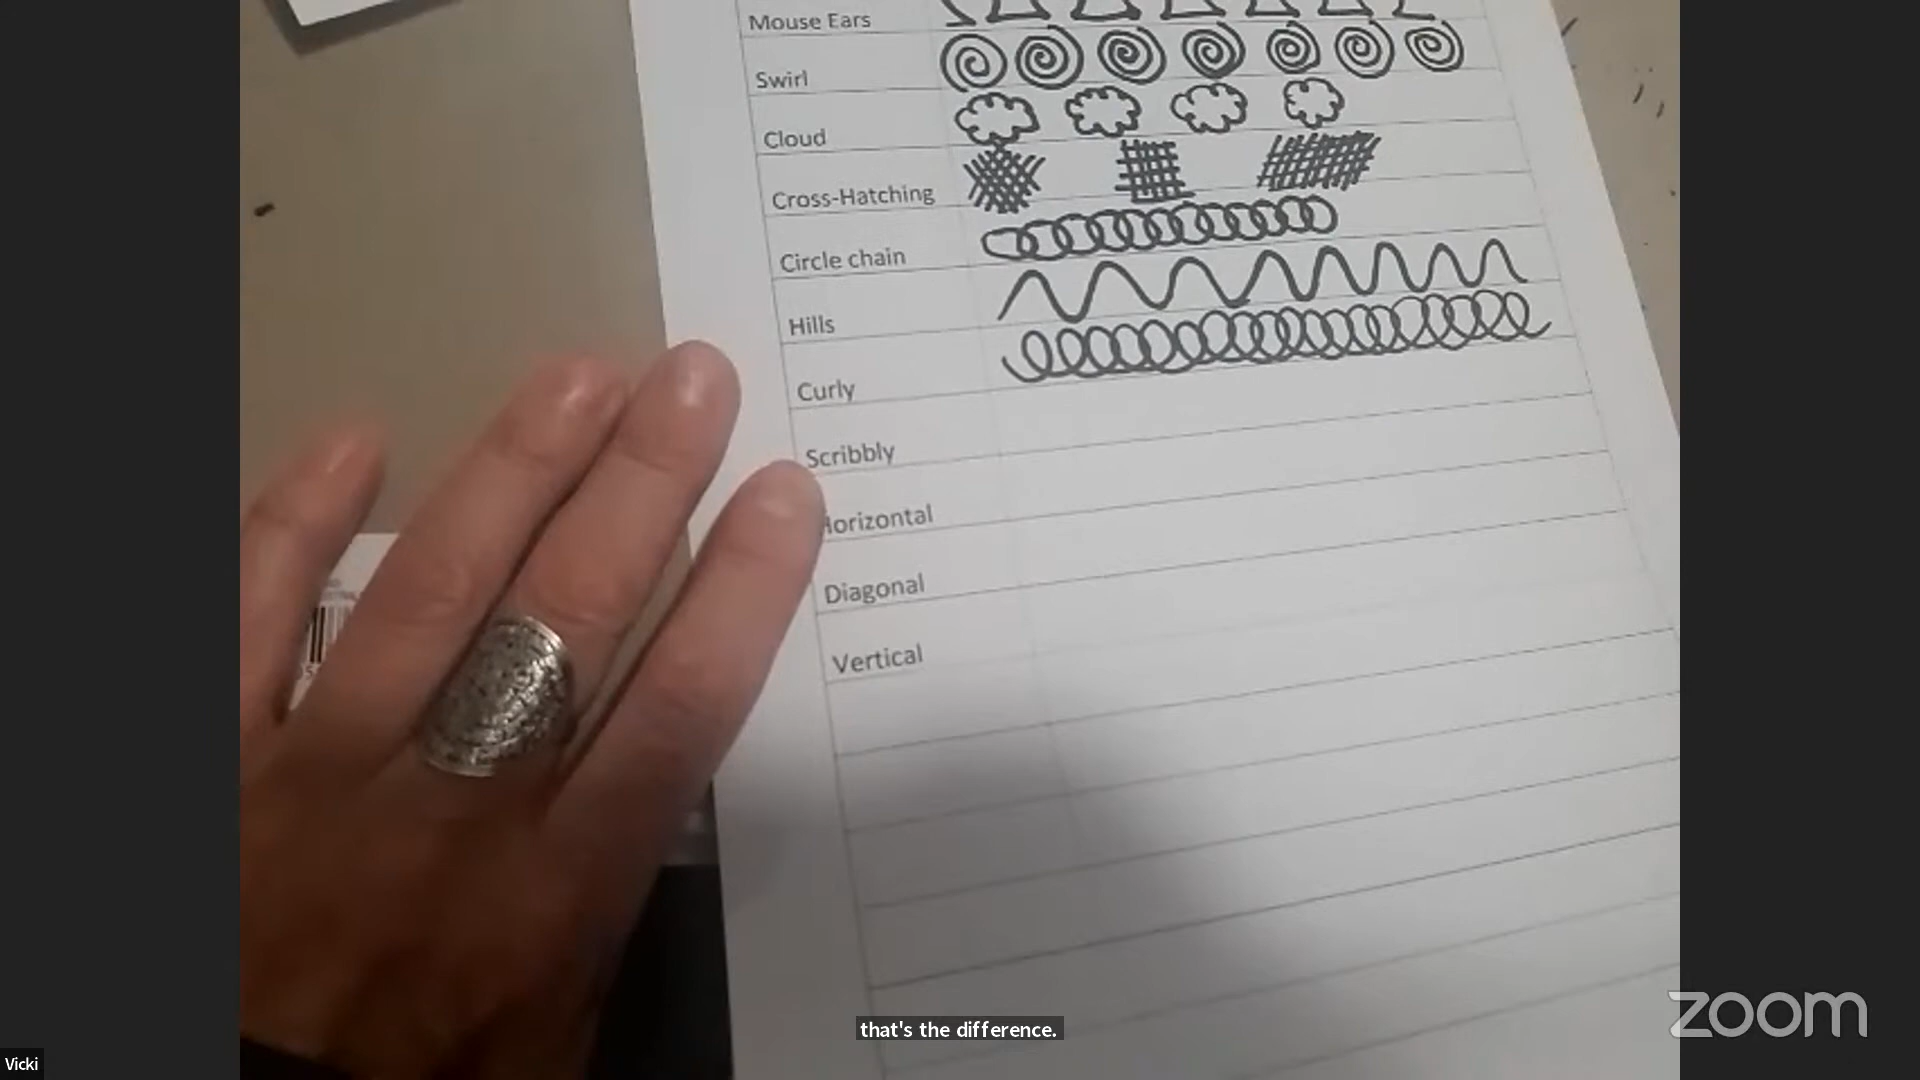 Mouse Ears
Swirl
Cloud
Cross-Hatching
Circle chain
Hills
Curly
Scribbly
Horizontal
Diagonal
Vertical
that's the difference.
zoom
Vicki